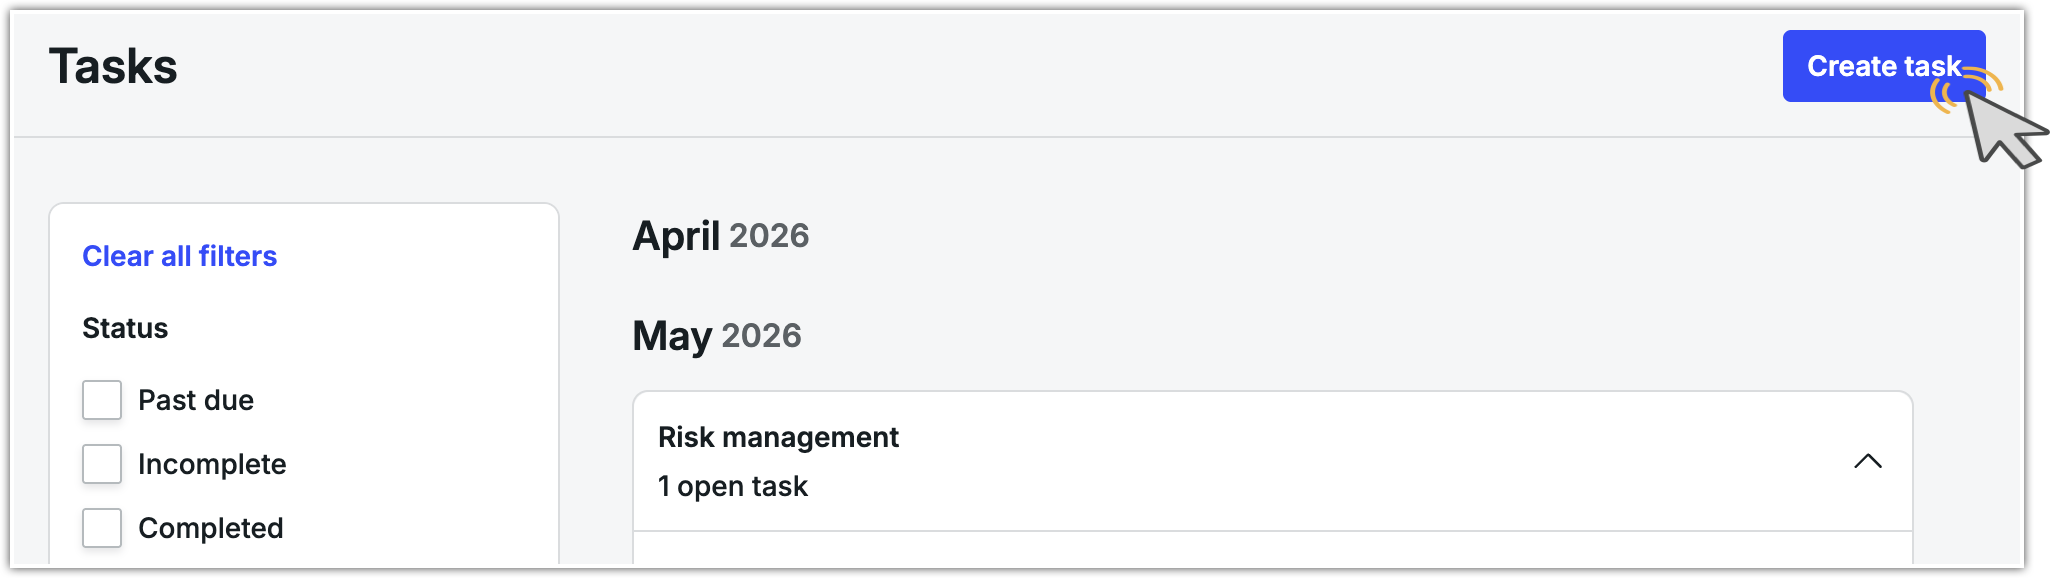 Tasks
Create task
Clear all filters
Status
Past due
Incomplete
Completed
April 2026
May 2026
Risk management
1 open task